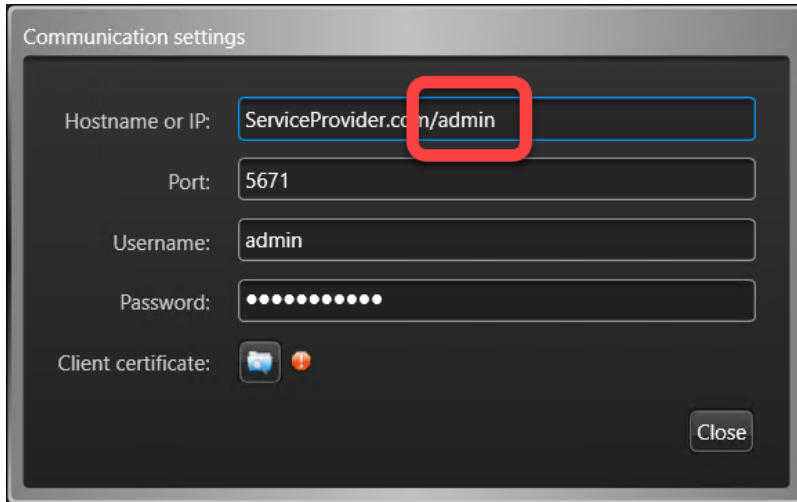 Communication settings
Hostname or IP: ServiceProvider.com/admin
Port: 5671
Username: admin
Password: ●●●●●●●●●●●
Client certificate:
Close